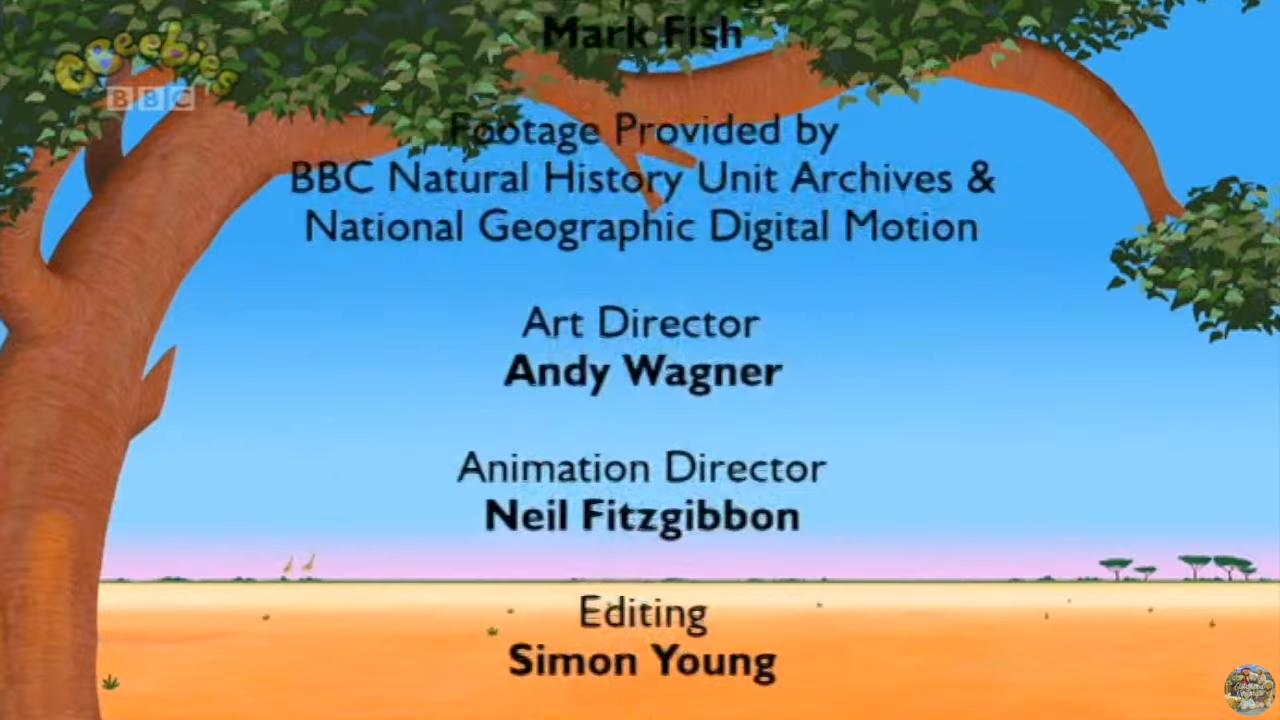 Mark Fish
CBeebies
BBC
Footage Provided by
BBC Natural History Unit Archives &
National Geographic Digital Motion
Art Director
Andy Wagner
Animation Director
Neil Fitzgibbon
Editing
Simon Young